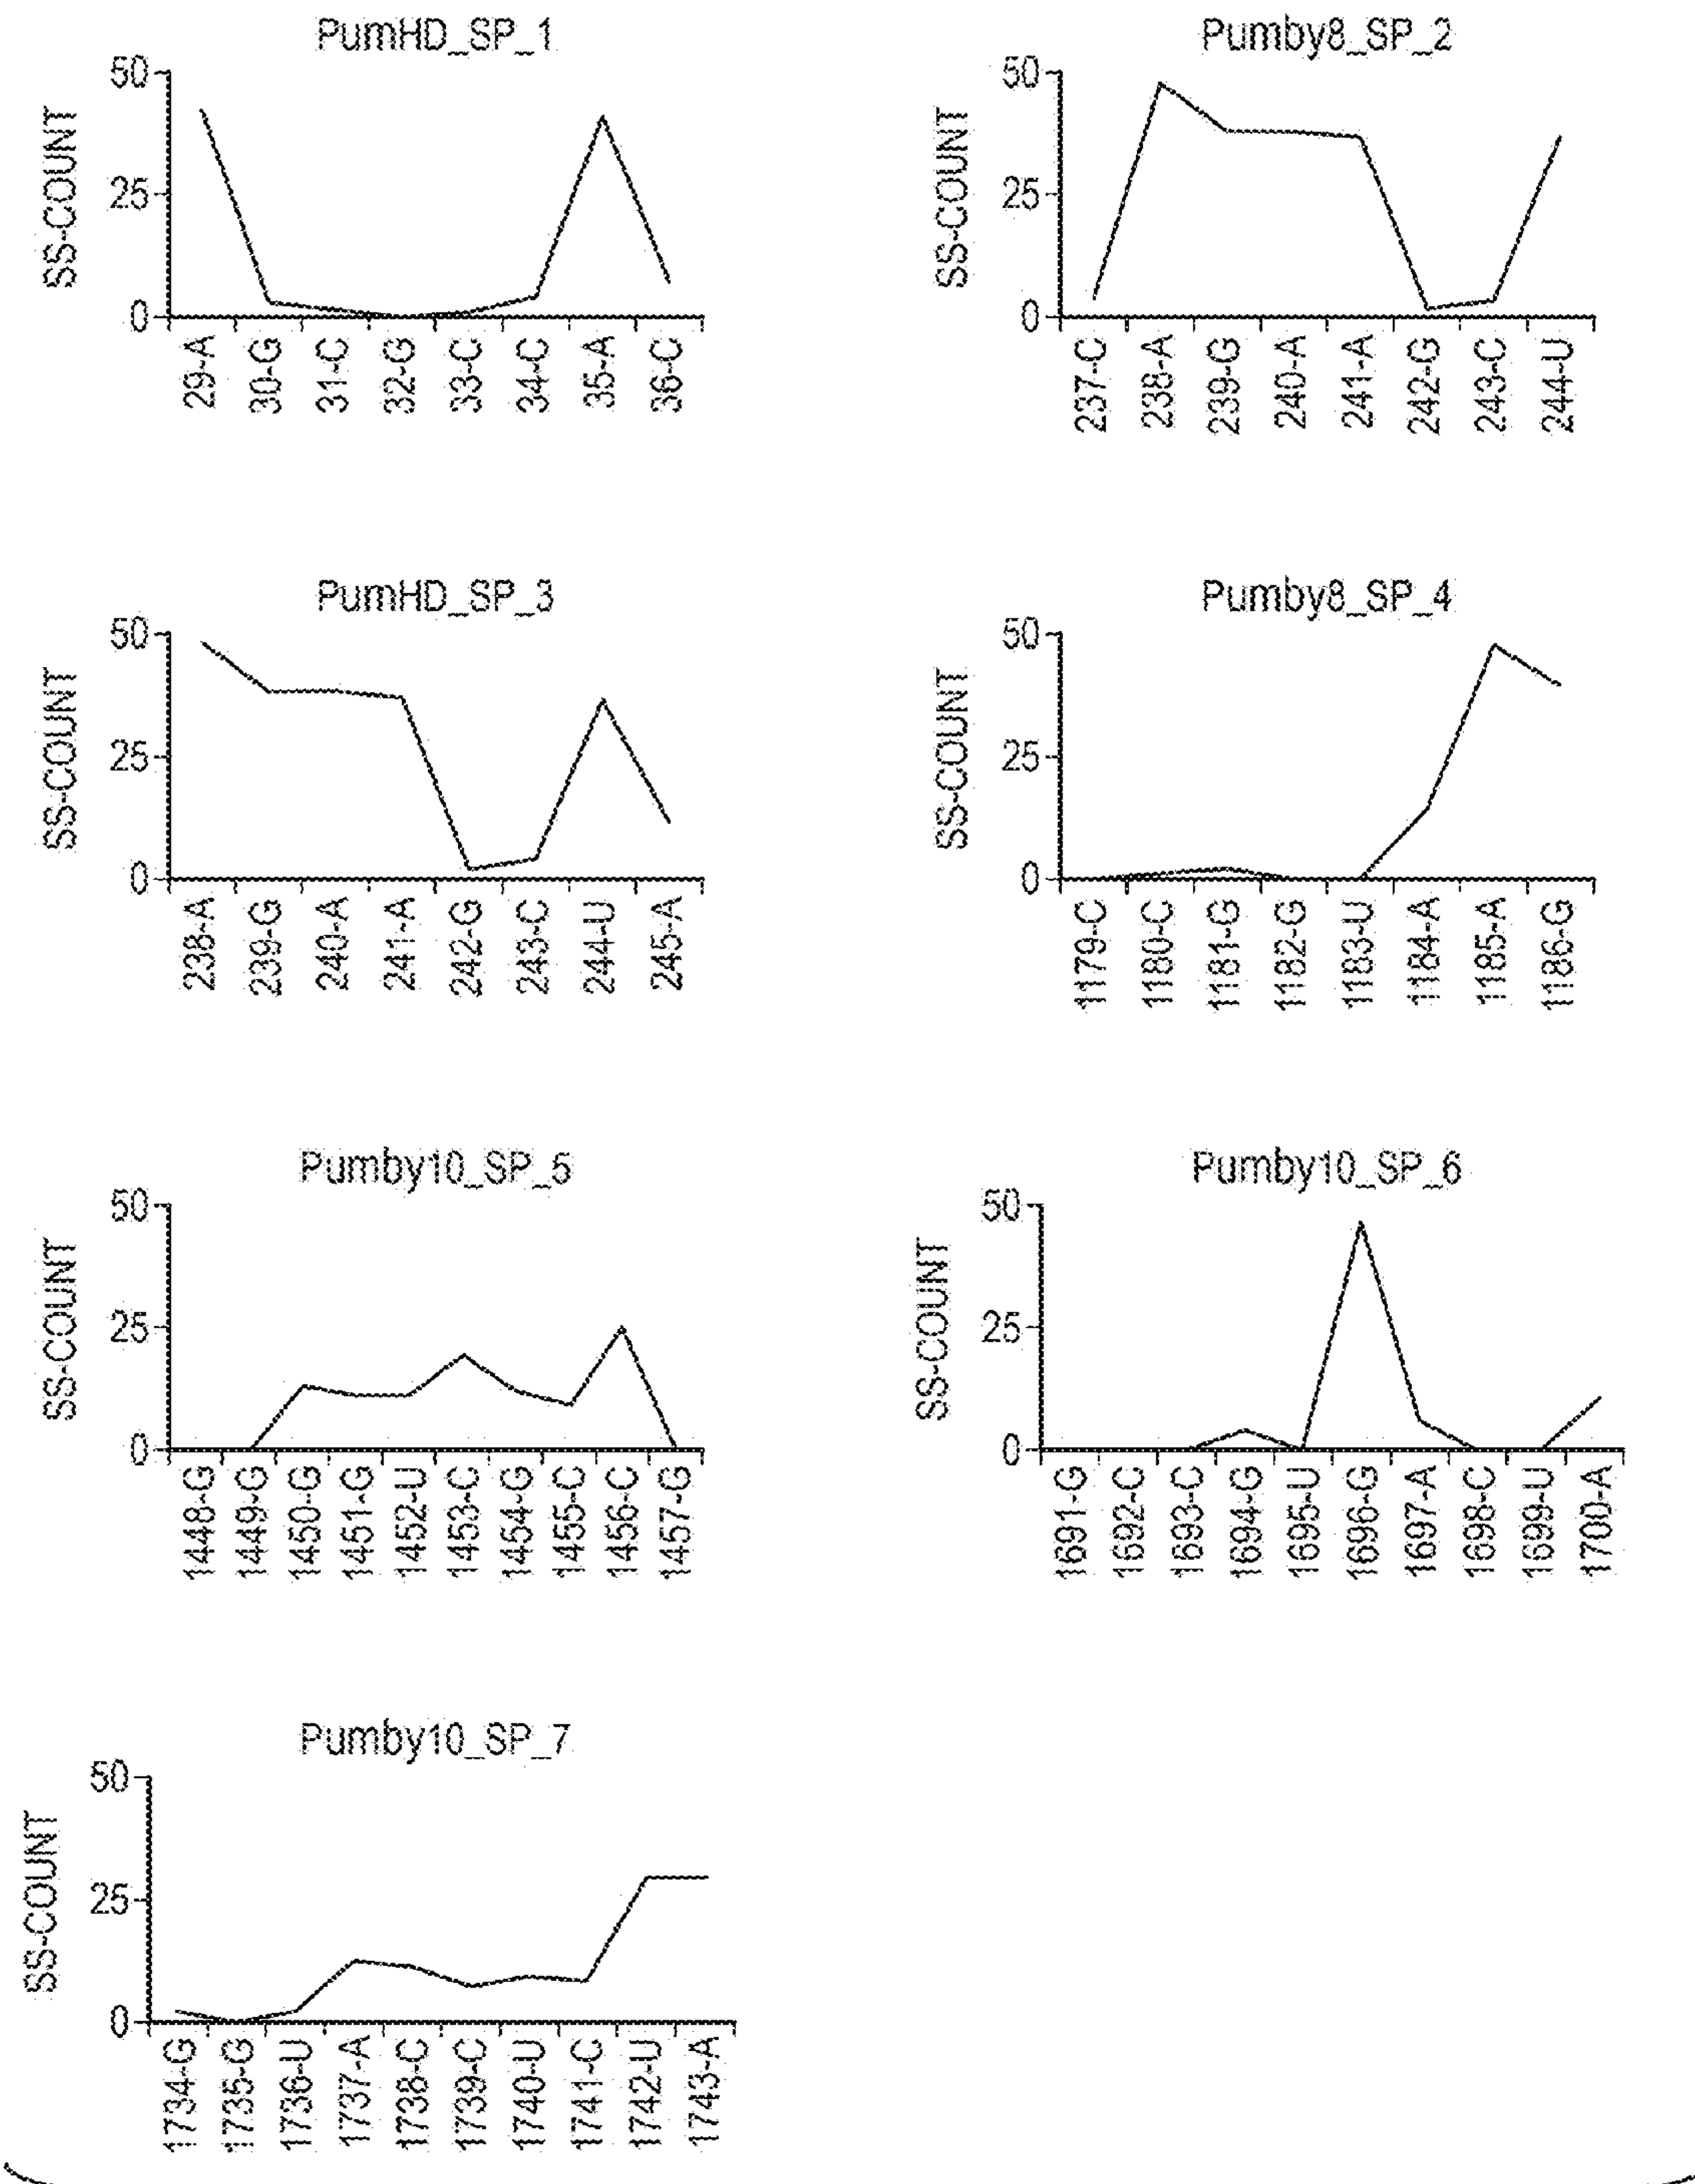 PumHD_SP_1
SS-COUNT
50
25
0
29-A 30-G 31-C 32-G 33-C 34-C 35-A 36-C
Pumby8_SP_2
SS-COUNT
50
25
0
237-C 238-A 239-G 240-A 241-A 242-G 243-C 244-U
PumHD_SP_3
SS-COUNT
50
25
0
238-A 239-G 240-A 241-A 242-G 243-C 244-U 245-A
Pumby8_SP_4
SS-COUNT
50
25
0
1179-C 1180-C 1181-G 1182-G 1183-U 1184-A 1185-A 1186-G
Pumby10_SP_5
SS-COUNT
50
25
0
1448-G 1449-G 1450-G 1451-G 1452-U 1453-C 1454-G 1455-C 1456-C 1457-G
Pumby10_SP_6
SS-COUNT
50
25
0
1691-G 1692-C 1693-C 1694-G 1695-U 1696-G 1697-A 1698-C 1699-U 1700-A
Pumby10_SP_7
SS-COUNT
50
25
0
1734-G 1735-G 1736-U 1737-A 1738-C 1739-C 1740-U 1741-C 1742-U 1743-A